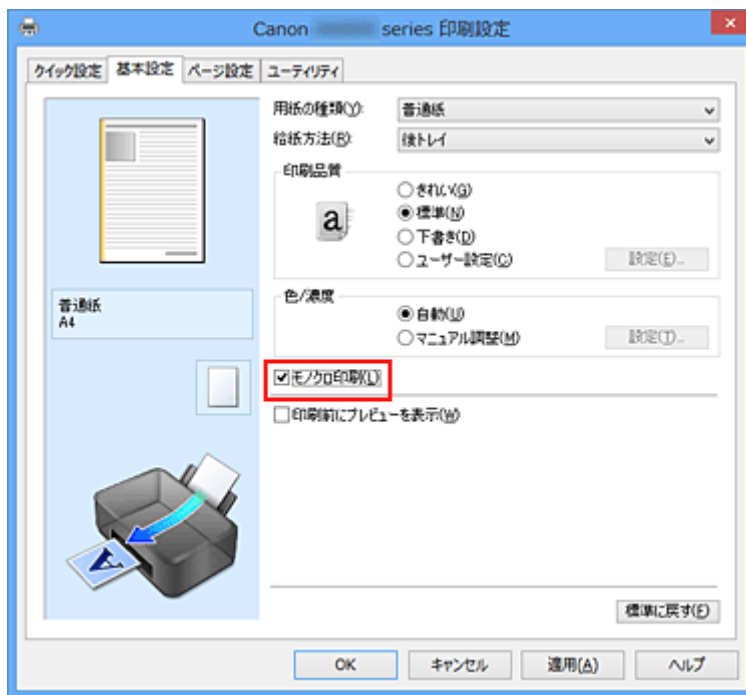 Canon series 印刷設定
クイック設定 基本設定 ページ設定 ユーティリティ
用紙の種類(Y): 普通紙
給紙方法(R): 後トレイ
印刷品質
a
きれい(G)
標準(N)
下書き(D)
ユーザー設定(C) 設定(E)...
色/濃度
自動(U)
マニュアル調整(M) 設定(T)...
モノクロ印刷(L)
印刷前にプレビューを表示(W)
普通紙
A4
A
標準に戻す(F)
OK キャンセル 適用(A) ヘルプ